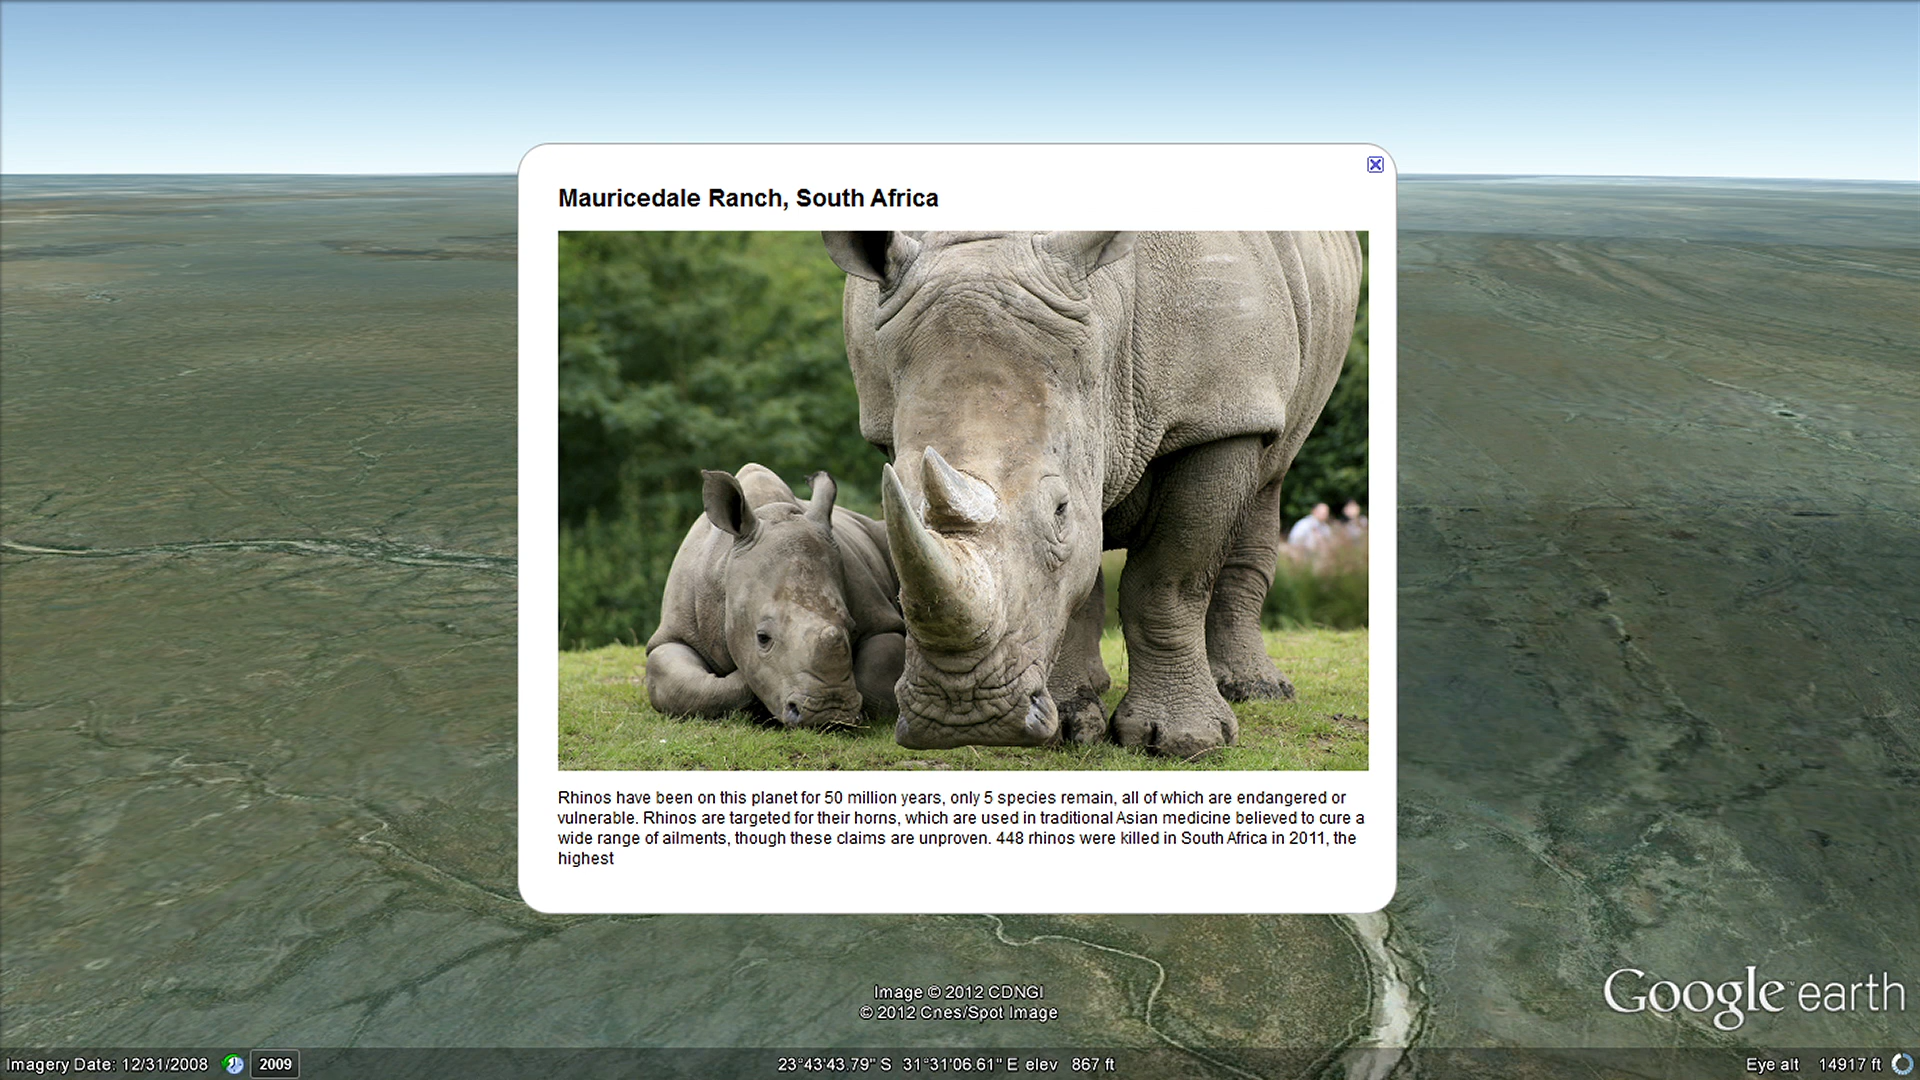 Mauricedale Ranch, South Africa
Rhinos have been on this planet for 50 million years, only 5 species remain, all of which are endangered or
vulnerable. Rhinos are targeted for their horns, which are used in traditional Asian medicine believed to cure a
wide range of ailments, though these claims are unproven. 448 rhinos were killed in South Africa in 2011, the
highest
Image © 2012 CDNGI
© 2012 Cnes/Spot Image
Google earth
Imagery Date: 12/31/2008 2009 23°43'43.79" S 31°31'06.61" E elev 867 ft Eye alt 14917 ft